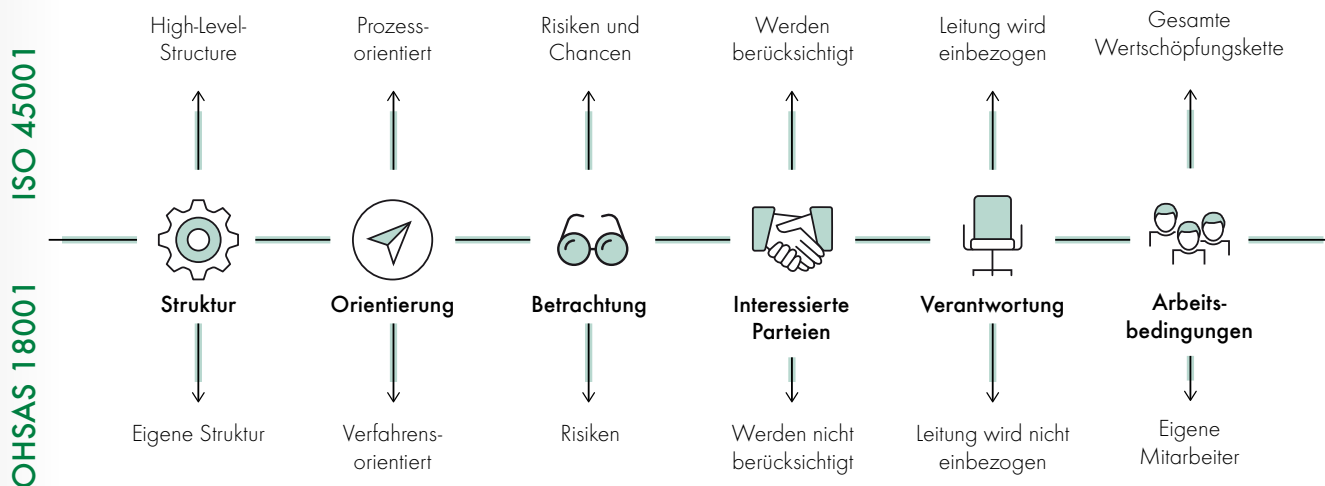 ISO 45001
High-Level-
Structure
Prozess-
orientiert
Risiken und
Chancen
Werden
berücksichtigt
Leitung wird
einbezogen
Gesamte
Wertschöpfungskette
Struktur
Orientierung
Betrachtung
Interessierte
Parteien
Verantwortung
Arbeits-
bedingungen
OHSAS 18001
Eigene Struktur
Verfahrens-
orientiert
Risiken
Werden nicht
berücksichtigt
Leitung wird nicht
einbezogen
Eigene
Mitarbeiter